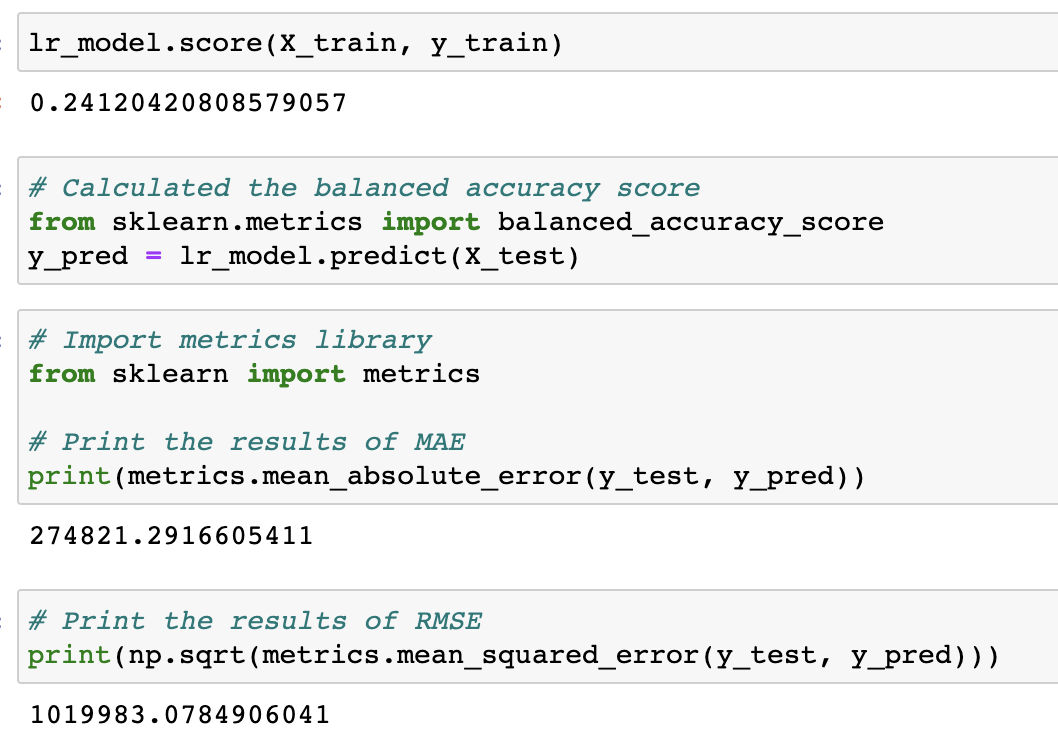 lr_model.score(X_train, y_train)
0.24120420808579057
# Calculated the balanced accuracy score
from sklearn.metrics import balanced_accuracy_score
y_pred = lr_model.predict(X_test)
# Import metrics library
from sklearn import metrics
# Print the results of MAE
print(metrics.mean_absolute_error(y_test, y_pred))
274821.2916605411
# Print the results of RMSE
print(np.sqrt(metrics.mean_squared_error(y_test, y_pred)))
1019983.0784906041